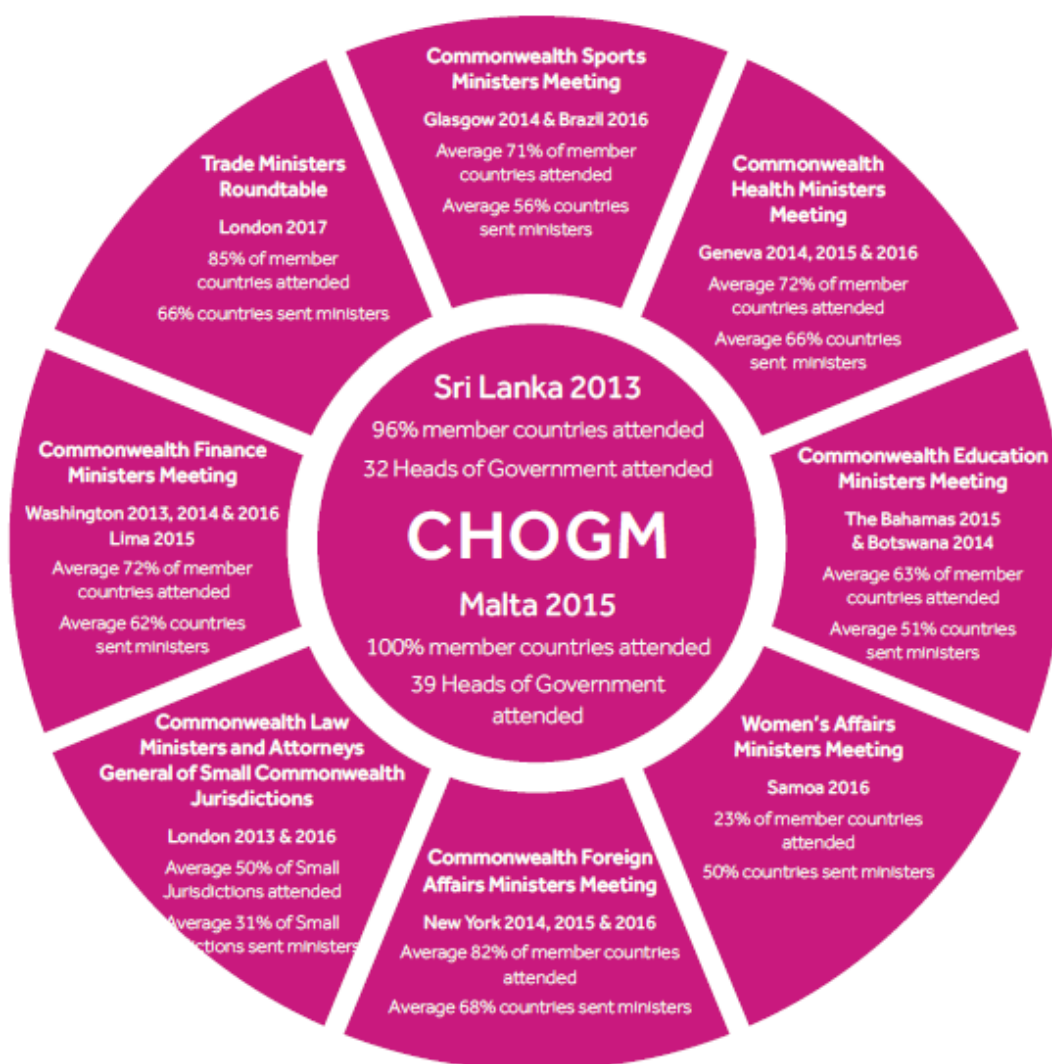 Commonwealth Sports
Ministers Meeting
Glasgow 2014 & Brazil 2016
Average 71% of member
countries attended
Average 56% countries
sent ministers
Commonwealth
Health Ministers
Meeting
Geneva 2014, 2015 & 2016
Average 72% of member
countries attended
Average 66% countries
sent ministers
Commonwealth Education
Ministers Meeting
The Bahamas 2015
& Botswana 2014
Average 63% of member
countries attended
Average 51% countries
sent ministers
Women's Affairs
Ministers Meeting
Samoa 2016
23% of member countries
attended
50% countries sent ministers
Commonwealth Foreign
Affairs Ministers Meeting
New York 2014, 2015 & 2016
Average 82% of member countries
attended
Average 68% countries sent ministers
Commonwealth Law
Ministers and Attorneys
General of Small Commonwealth
Jurisdictions
London 2013 & 2016
Average 50% of Small
Jurisdictions attended
Average 31% of Small
sent ministers
Commonwealth Finance
Ministers Meeting
Washington 2013, 2014 & 2016
Lima 2015
Average 72% of member
countries attended
Average 62% countries
sent ministers
Trade Ministers
Roundtable
London 2017
85% of member
countries attended
66% countries sent ministers
Sri Lanka 2013
96% member countries attended
32 Heads of Government attended
CHOGM
Malta 2015
100% member countries attended
39 Heads of Government
attended